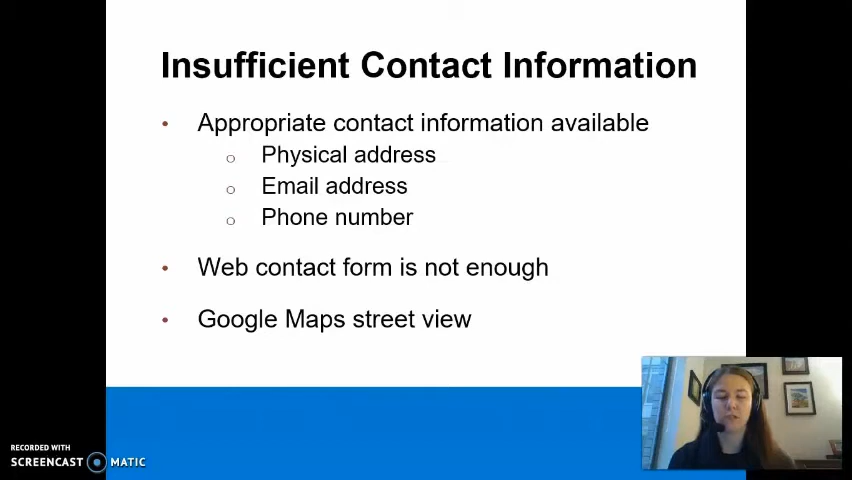 Insufficient Contact Information
• Appropriate contact information available
o Physical address
o Email address
o Phone number
• Web contact form is not enough
• Google Maps street view
RECORDED WITH
SCREENCAST MATIC